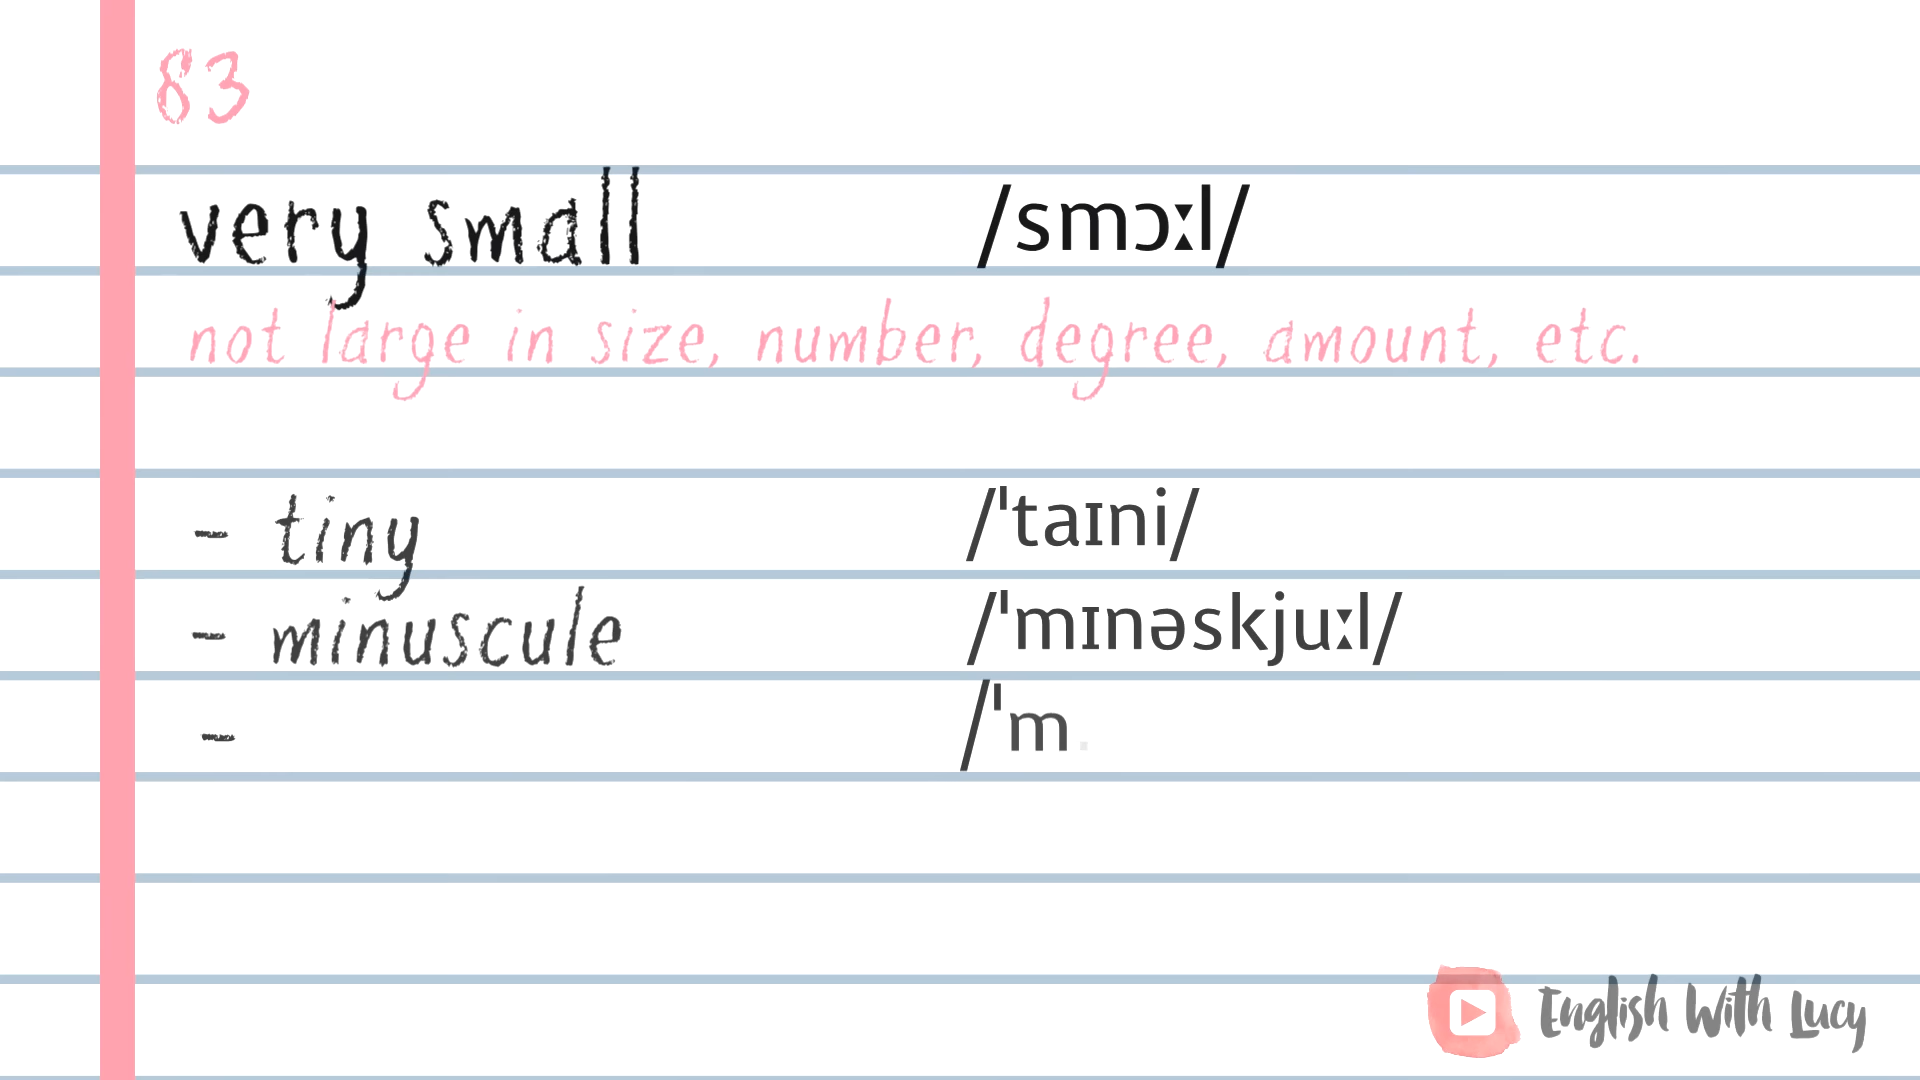 83
very small /smɔːl/
not large in size, number, degree, amount, etc.
- tiny /ˈtaɪni/
- minuscule /ˈmɪnəskjuːl/
- /ˈm
English With Lucy